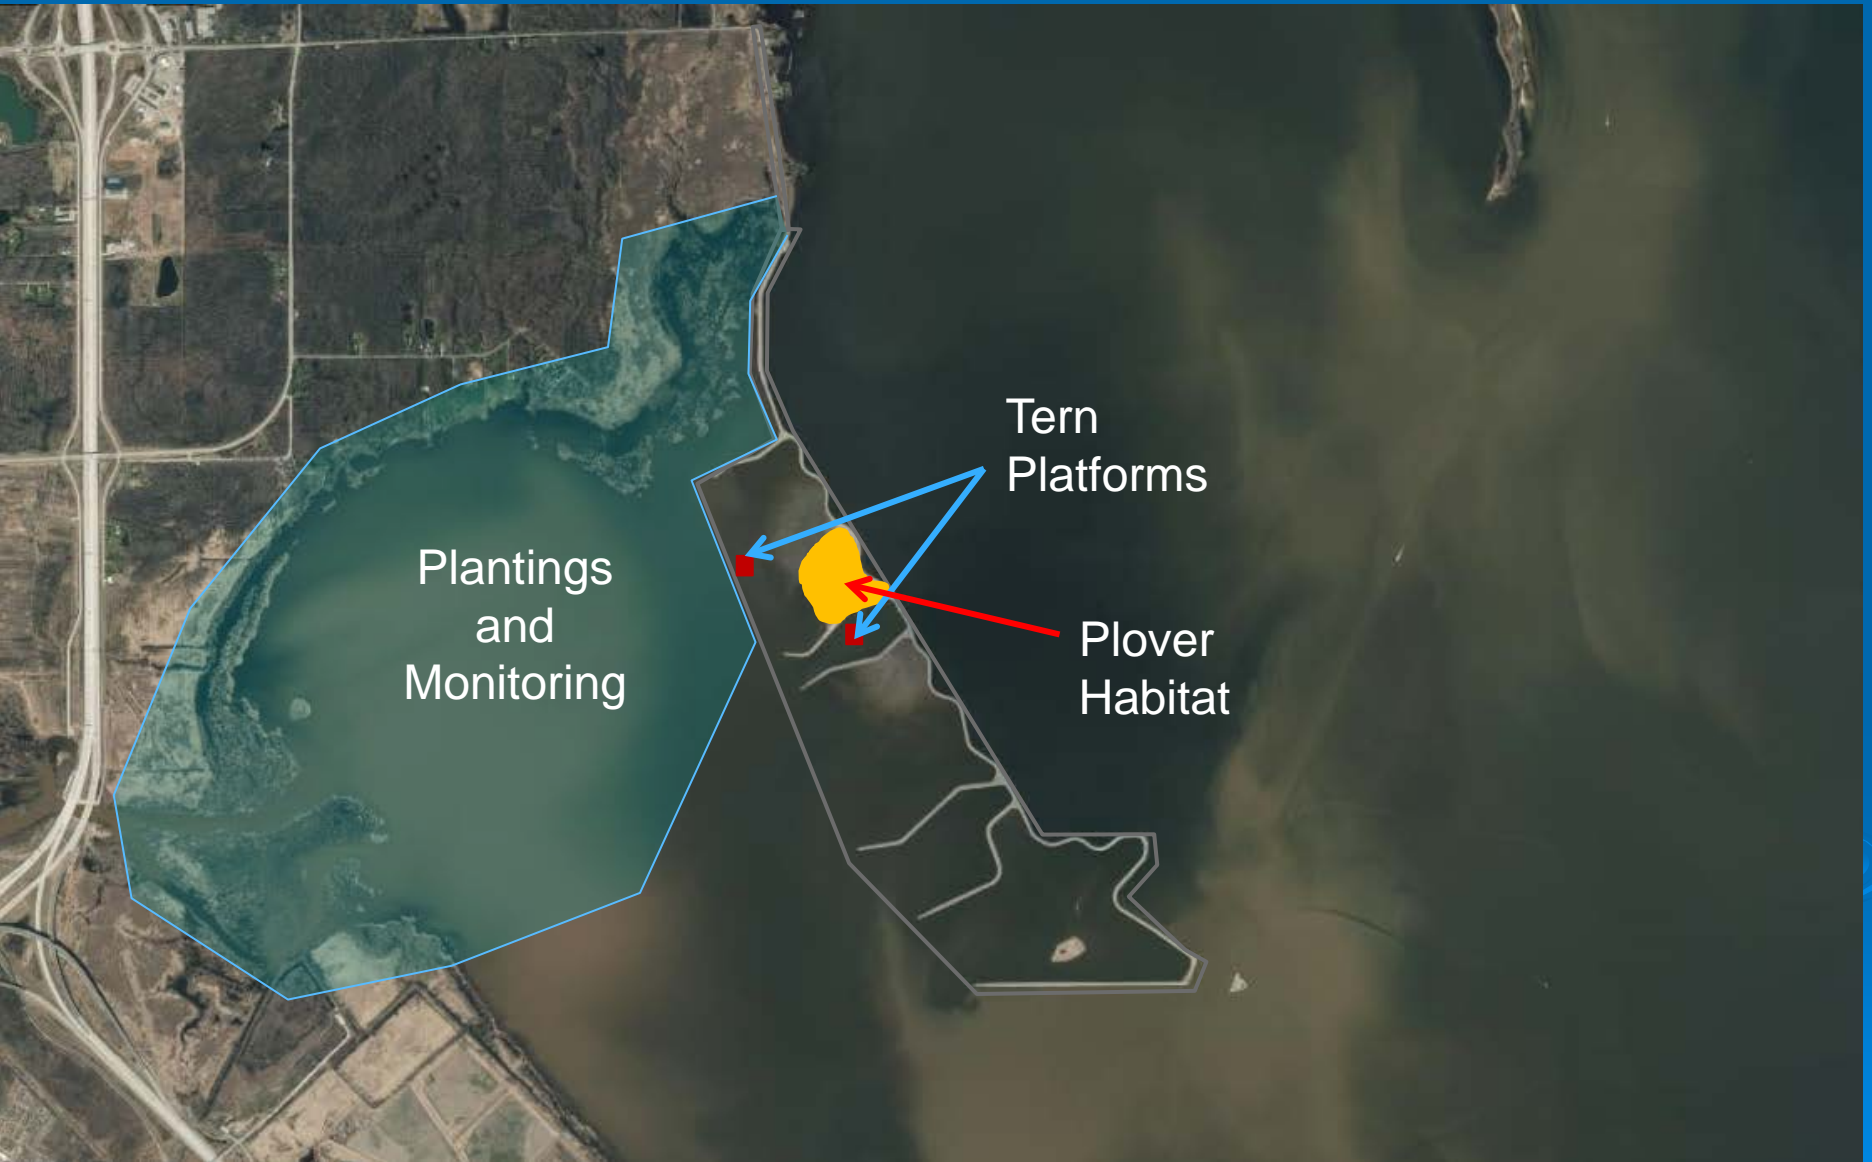 Tern
Platforms
Plantings
and
Monitoring
Plover
Habitat